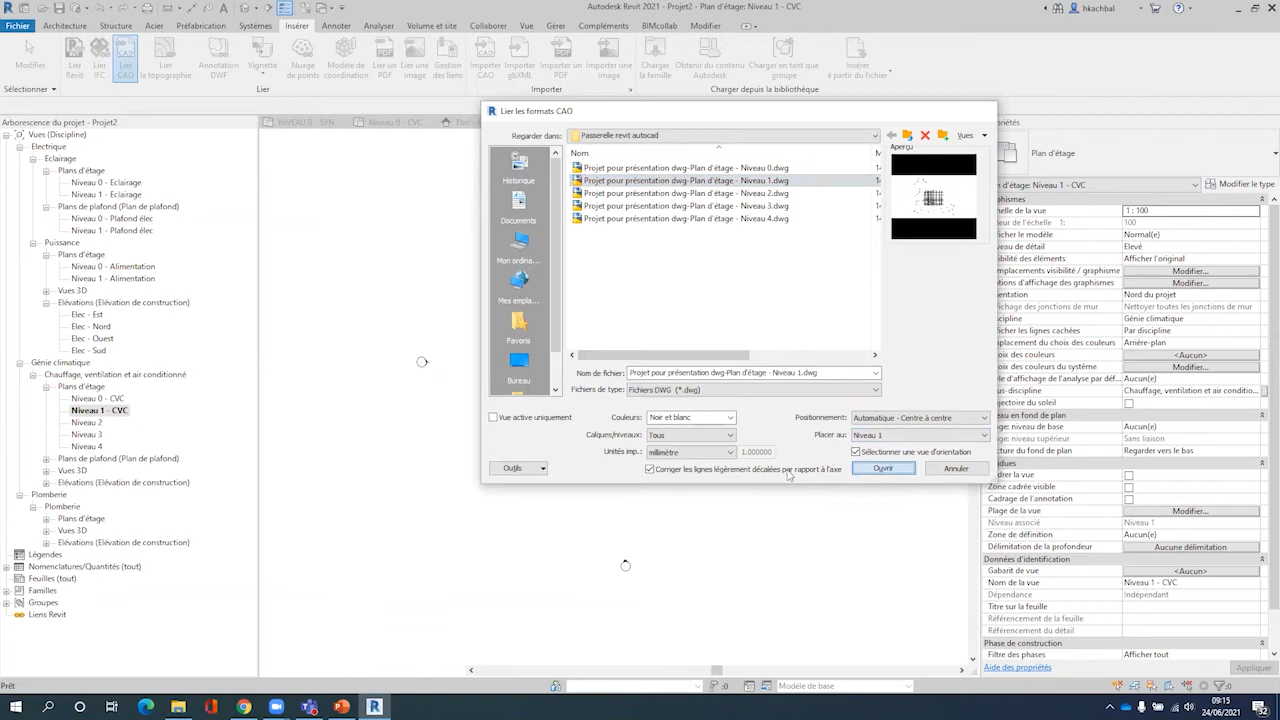 Autodesk Revit 2021 - Projet2 - Plan d'étage: Niveau 1 - CVC
hkachbal
Fichier Architecture Structure Acier Préfabrication Systèmes Insérer Annoter Analyser Volume et site Collaborer Vue Gérer Compléments BIMcollab Modifier
Modifier
Lier Revit
Lier IFC
Lier CAO
Lier la topographie
Annotation DWF
Vignette
Nuage de points
Modèle de coordination
Lier un PDF
Lier une image
Gestion des liens
Importer CAO
Importer gbXML
Importer un PDF
Importer une image
Charger la famille
Obtenir du contenu Autodesk
Charger en tant que groupe
Insérer à partir du fichier
Sélectionner
Lier
Importer
Charger depuis la bibliothèque
Arborescence du projet - Projet2
Vues (Discipline)
Electrique
Eclairage
Plans d'étage
Niveau 0 - Eclairage
Niveau 1 - Eclairage
Plans de plafond (Plan de plafond)
Niveau 0 - Plafond élec
Niveau 1 - Plafond élec
Puissance
Plans d'étage
Niveau 0 - Alimentation
Niveau 1 - Alimentation
Vues 3D
Elévations (Elévation de construction)
Elec - Est
Elec - Nord
Elec - Ouest
Elec - Sud
Génie climatique
Chauffage, ventilation et air conditionné
Plans d'étage
Niveau 0 - CVC
Niveau 1 - CVC
Niveau 2
Niveau 3
Niveau 4
Plans de plafond (Plan de plafond)
Vues 3D
Elévations (Elévation de construction)
Plomberie
Plomberie
Plans d'étage
Vues 3D
Elévations (Elévation de construction)
Légendes
Nomenclatures/Quantités (tout)
Feuilles (tout)
Familles
Groupes
Liens Revit
NIVEAU 0 - SYN
Niveau 0 - CVC
Lier les formats CAO
Regarder dans: Passerelle revit autocad
Vues
Nom
Aperçu
Projet pour présentation dwg-Plan d'étage - Niveau 0.dwg
Projet pour présentation dwg-Plan d'étage - Niveau 1.dwg
Projet pour présentation dwg-Plan d'étage - Niveau 2.dwg
Projet pour présentation dwg-Plan d'étage - Niveau 3.dwg
Projet pour présentation dwg-Plan d'étage - Niveau 4.dwg
Historique
Documents
Mon ordina...
Mes empla...
Favoris
Bureau
Nom de fichier: Projet pour présentation dwg-Plan d'étage - Niveau 1.dwg
Fichiers de type: Fichiers DWG (*.dwg)
Vue active uniquement
Couleurs: Noir et blanc
Positionnement: Automatique - Centre à centre
Calques/niveaux: Tous
Placer au: Niveau 1
Unités imp.: millimètre 1.000000
Sélectionner une vue d'orientation
Corriger les lignes légèrement décalées par rapport à l'axe
Outils
Ouvrir
Annuler
Plan d'étage
d'étage: Niveau 1 - CVC
Modifier le type
1 : 100
100
Normal(e)
Elevé
Afficher l'original
Modifier...
Modifier...
Nord du projet
Nettoyer toutes les jonctions de mur
Génie climatique
Par discipline
Arrière-plan
<Aucun>
Modifier...
Aucun(e)
Chauffage, ventilation et air conditi
Aucun(e)
Sans liaison
Regarder vers le bas
Zone cadrée visible
Cadrage de l'annotation
Plage de la vue Modifier...
Niveau associé Niveau 1
Zone de définition Aucun(e)
Délimitation de la profondeur Aucune délimitation
Données d'identification
Gabarit de vue <Aucun>
Nom de la vue Niveau 1 - CVC
Dépendance Indépendant
Titre sur la feuille
Référencement de la feuille
Référencement du détail
Phase de construction
Filtre des phases Afficher tout
Aide des propriétés
Appliquer
Prêt
:0
Modèle de base
:0
09:15
24/06/2021